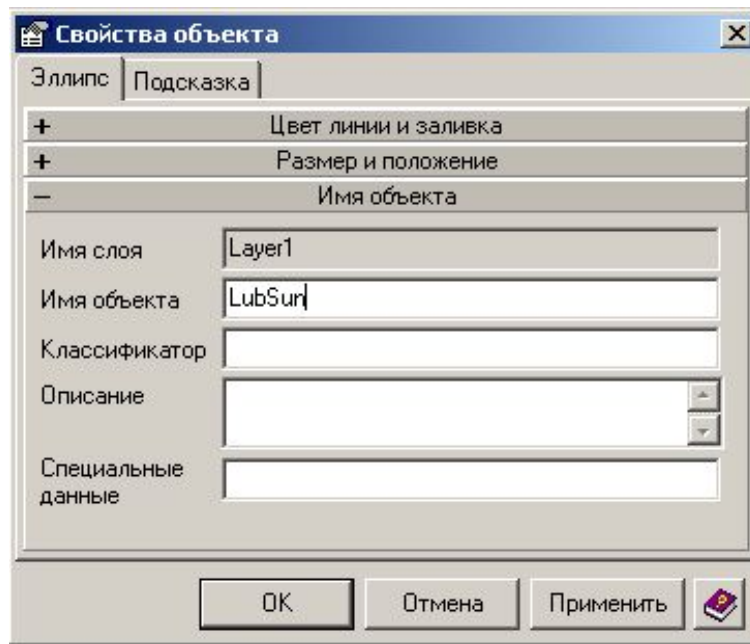 Свойства объекта
Эллипс Подсказка
+ Цвет линии и заливка
+ Размер и положение
− Имя объекта
Имя слоя Layer1
Имя объекта LubSun
Классификатор
Описание
Специальные
данные
OK Отмена Применить